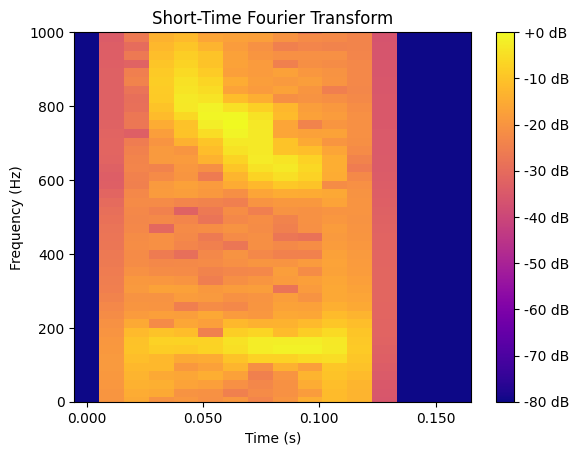 Short-Time Fourier Transform
1000
800
600
400
200
0
Frequency (Hz)
0.000
0.050
0.100
0.150
Time (s)
+0 dB
-10 dB
-20 dB
-30 dB
-40 dB
-50 dB
-60 dB
-70 dB
-80 dB